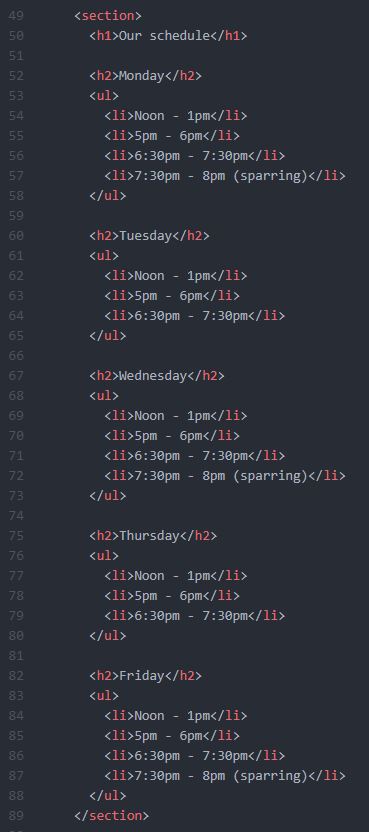 49 <section>
50 <h1>Our schedule</h1>
51
52 <h2>Monday</h2>
53 <ul>
54 <li>Noon - 1pm</li>
55 <li>5pm - 6pm</li>
56 <li>6:30pm - 7:30pm</li>
57 <li>7:30pm - 8pm (sparring)</li>
58 </ul>
59
60 <h2>Tuesday</h2>
61 <ul>
62 <li>Noon - 1pm</li>
63 <li>5pm - 6pm</li>
64 <li>6:30pm - 7:30pm</li>
65 </ul>
66
67 <h2>Wednesday</h2>
68 <ul>
69 <li>Noon - 1pm</li>
70 <li>5pm - 6pm</li>
71 <li>6:30pm - 7:30pm</li>
72 <li>7:30pm - 8pm (sparring)</li>
73 </ul>
74
75 <h2>Thursday</h2>
76 <ul>
77 <li>Noon - 1pm</li>
78 <li>5pm - 6pm</li>
79 <li>6:30pm - 7:30pm</li>
80 </ul>
81
82 <h2>Friday</h2>
83 <ul>
84 <li>Noon - 1pm</li>
85 <li>5pm - 6pm</li>
86 <li>6:30pm - 7:30pm</li>
87 <li>7:30pm - 8pm (sparring)</li>
88 </ul>
89 </section>